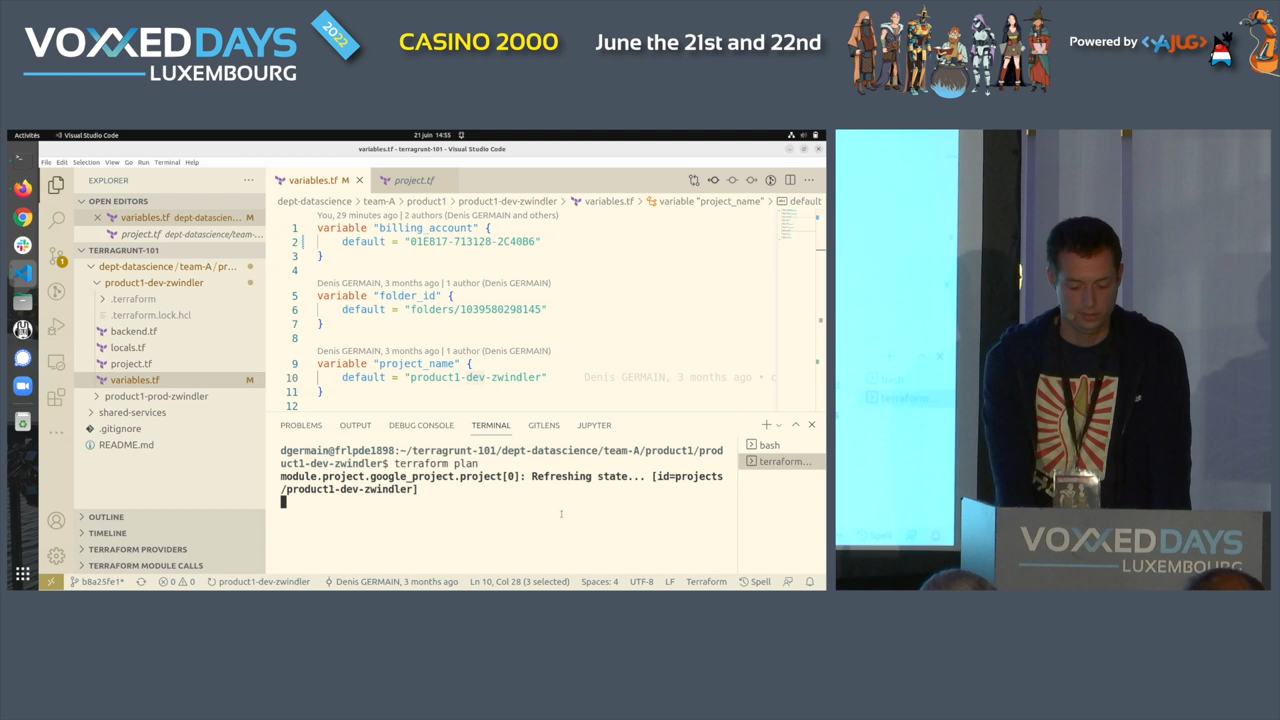 VOXXED DAYS
LUXEMBOURG
2022
CASINO 2000
June the 21st and 22nd
Powered by <YAJUG>
Activités
Visual Studio Code
21 juin 14:55
variables.tf - terragrunt-101 - Visual Studio Code
File Edit Selection View Go Run Terminal Help
EXPLORER
OPEN EDITORS
variables.tf dept-datascien... M
project.tf dept-datascience/team-...
TERRAGRUNT-101
dept-datascience / team-A / pr...
product1-dev-zwindler
.terraform
.terraform.lock.hcl
backend.tf
locals.tf
project.tf
variables.tf M
product1-prod-zwindler
shared-services
.gitignore
README.md
OUTLINE
TIMELINE
TERRAFORM PROVIDERS
TERRAFORM MODULE CALLS
1
variables.tf M
project.tf
dept-datascience > team-A > product1 > product1-dev-zwindler > variables.tf > variable "project_name" > default
You, 29 minutes ago | 2 authors (Denis GERMAIN and others)
1 variable "billing_account" {
2 default = "01E817-713128-2C40B6"
3 }
4
Denis GERMAIN, 3 months ago | 1 author (Denis GERMAIN)
5 variable "folder_id" {
6 default = "folders/1039580298145"
7 }
8
Denis GERMAIN, 3 months ago | 1 author (Denis GERMAIN)
9 variable "project_name" {
10 default = "product1-dev-zwindler" Denis GERMAIN, 3 months ago • c
11 }
12
PROBLEMS OUTPUT DEBUG CONSOLE TERMINAL GITLENS JUPYTER
dgermain@frlpde1898:~/terragrunt-101/dept-datascience/team-A/product1/prod
uct1-dev-zwindler$ terraform plan
module.project.google_project.project[0]: Refreshing state... [id=projects
/product1-dev-zwindler]
bash
terraform...
b8a25fe1* 0 0 product1-dev-zwindler Denis GERMAIN, 3 months ago Ln 10, Col 28 (3 selected) Spaces: 4 UTF-8 LF Terraform Spell
bash
terraform...
Spell
VOXXED DAYS
LUXEMBOURG